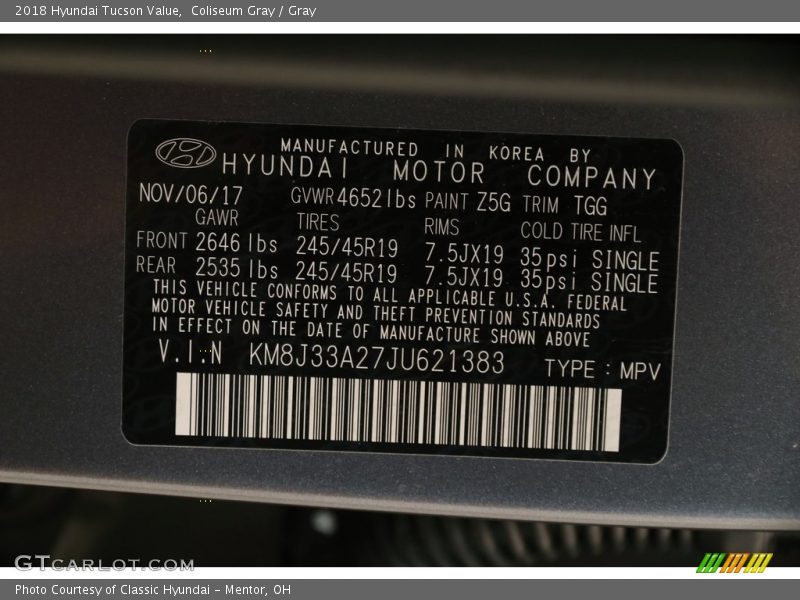 2018 Hyundai Tucson Value, Coliseum Gray / Gray
MANUFACTURED IN KOREA BY
HYUNDAI MOTOR COMPANY
NOV/06/17 GVWR 4652 lbs PAINT Z5G TRIM TGG
GAWR TIRES RIMS COLD TIRE INFL
FRONT 2646 lbs 245/45R19 7.5JX19 35psi SINGLE
REAR 2535 lbs 245/45R19 7.5JX19 35psi SINGLE
THIS VEHICLE CONFORMS TO ALL APPLICABLE U.S.A. FEDERAL
MOTOR VEHICLE SAFETY AND THEFT PREVENTION STANDARDS
IN EFFECT ON THE DATE OF MANUFACTURE SHOWN ABOVE
V.I.N KM8J33A27JU621383 TYPE : MPV
GTCARLOT.COM
Photo Courtesy of Classic Hyundai - Mentor, OH